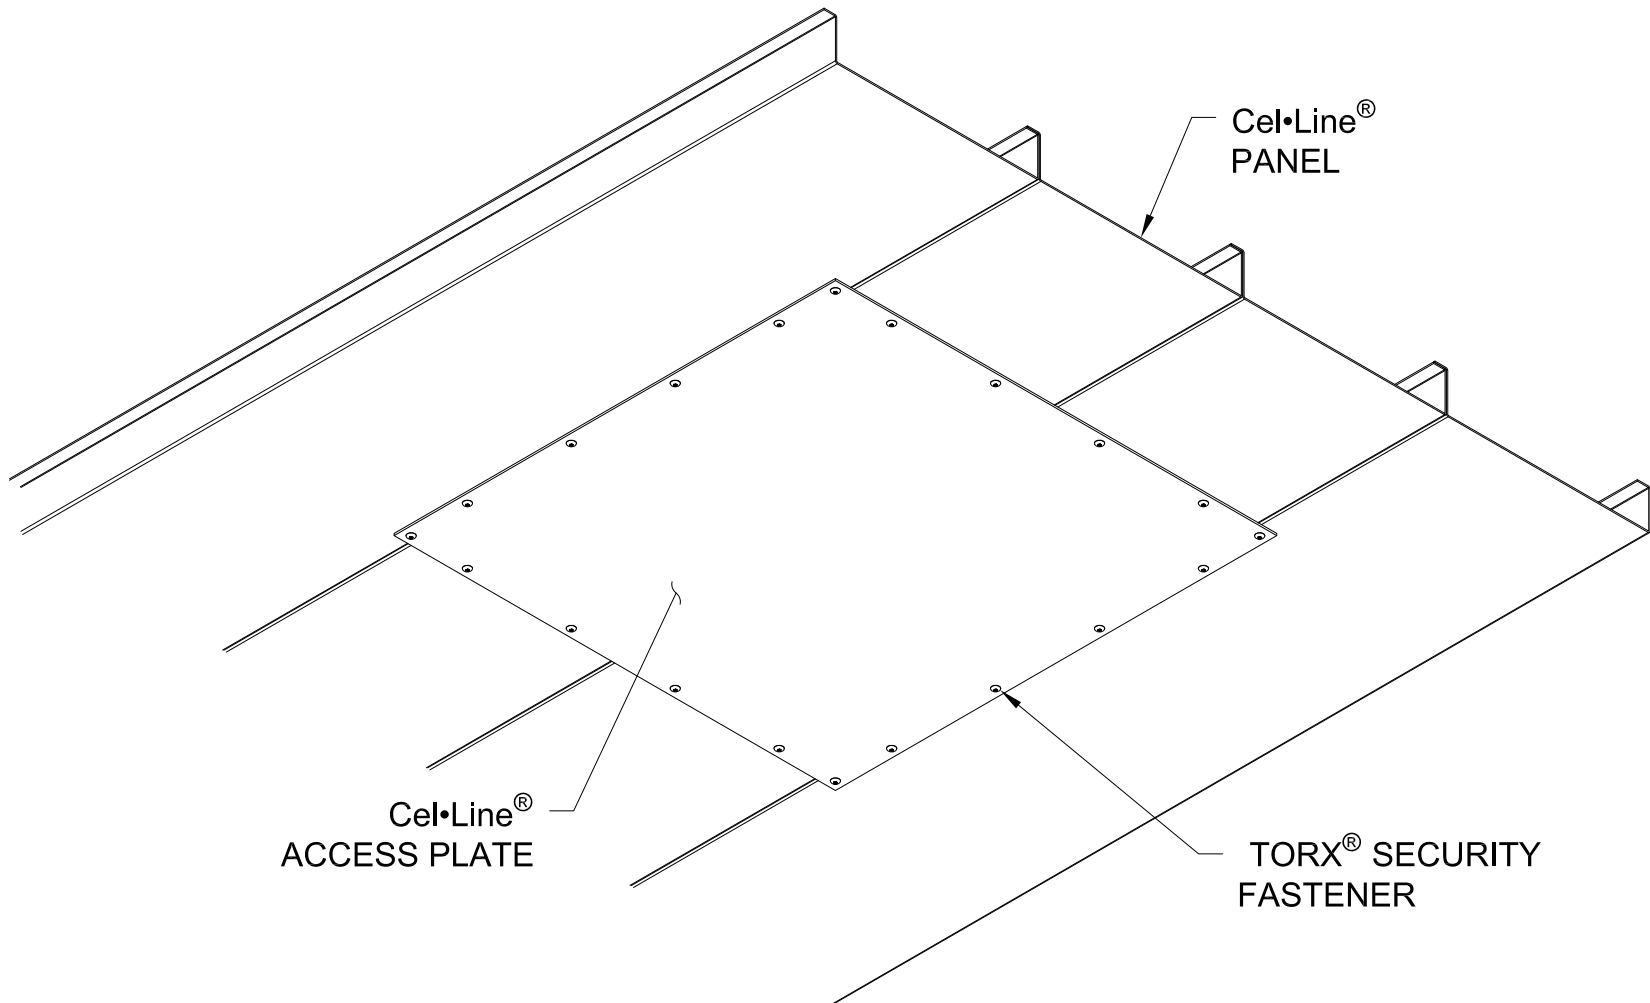 Cel•Line®
PANEL
Cel•Line®
ACCESS PLATE
TORX® SECURITY
FASTENER